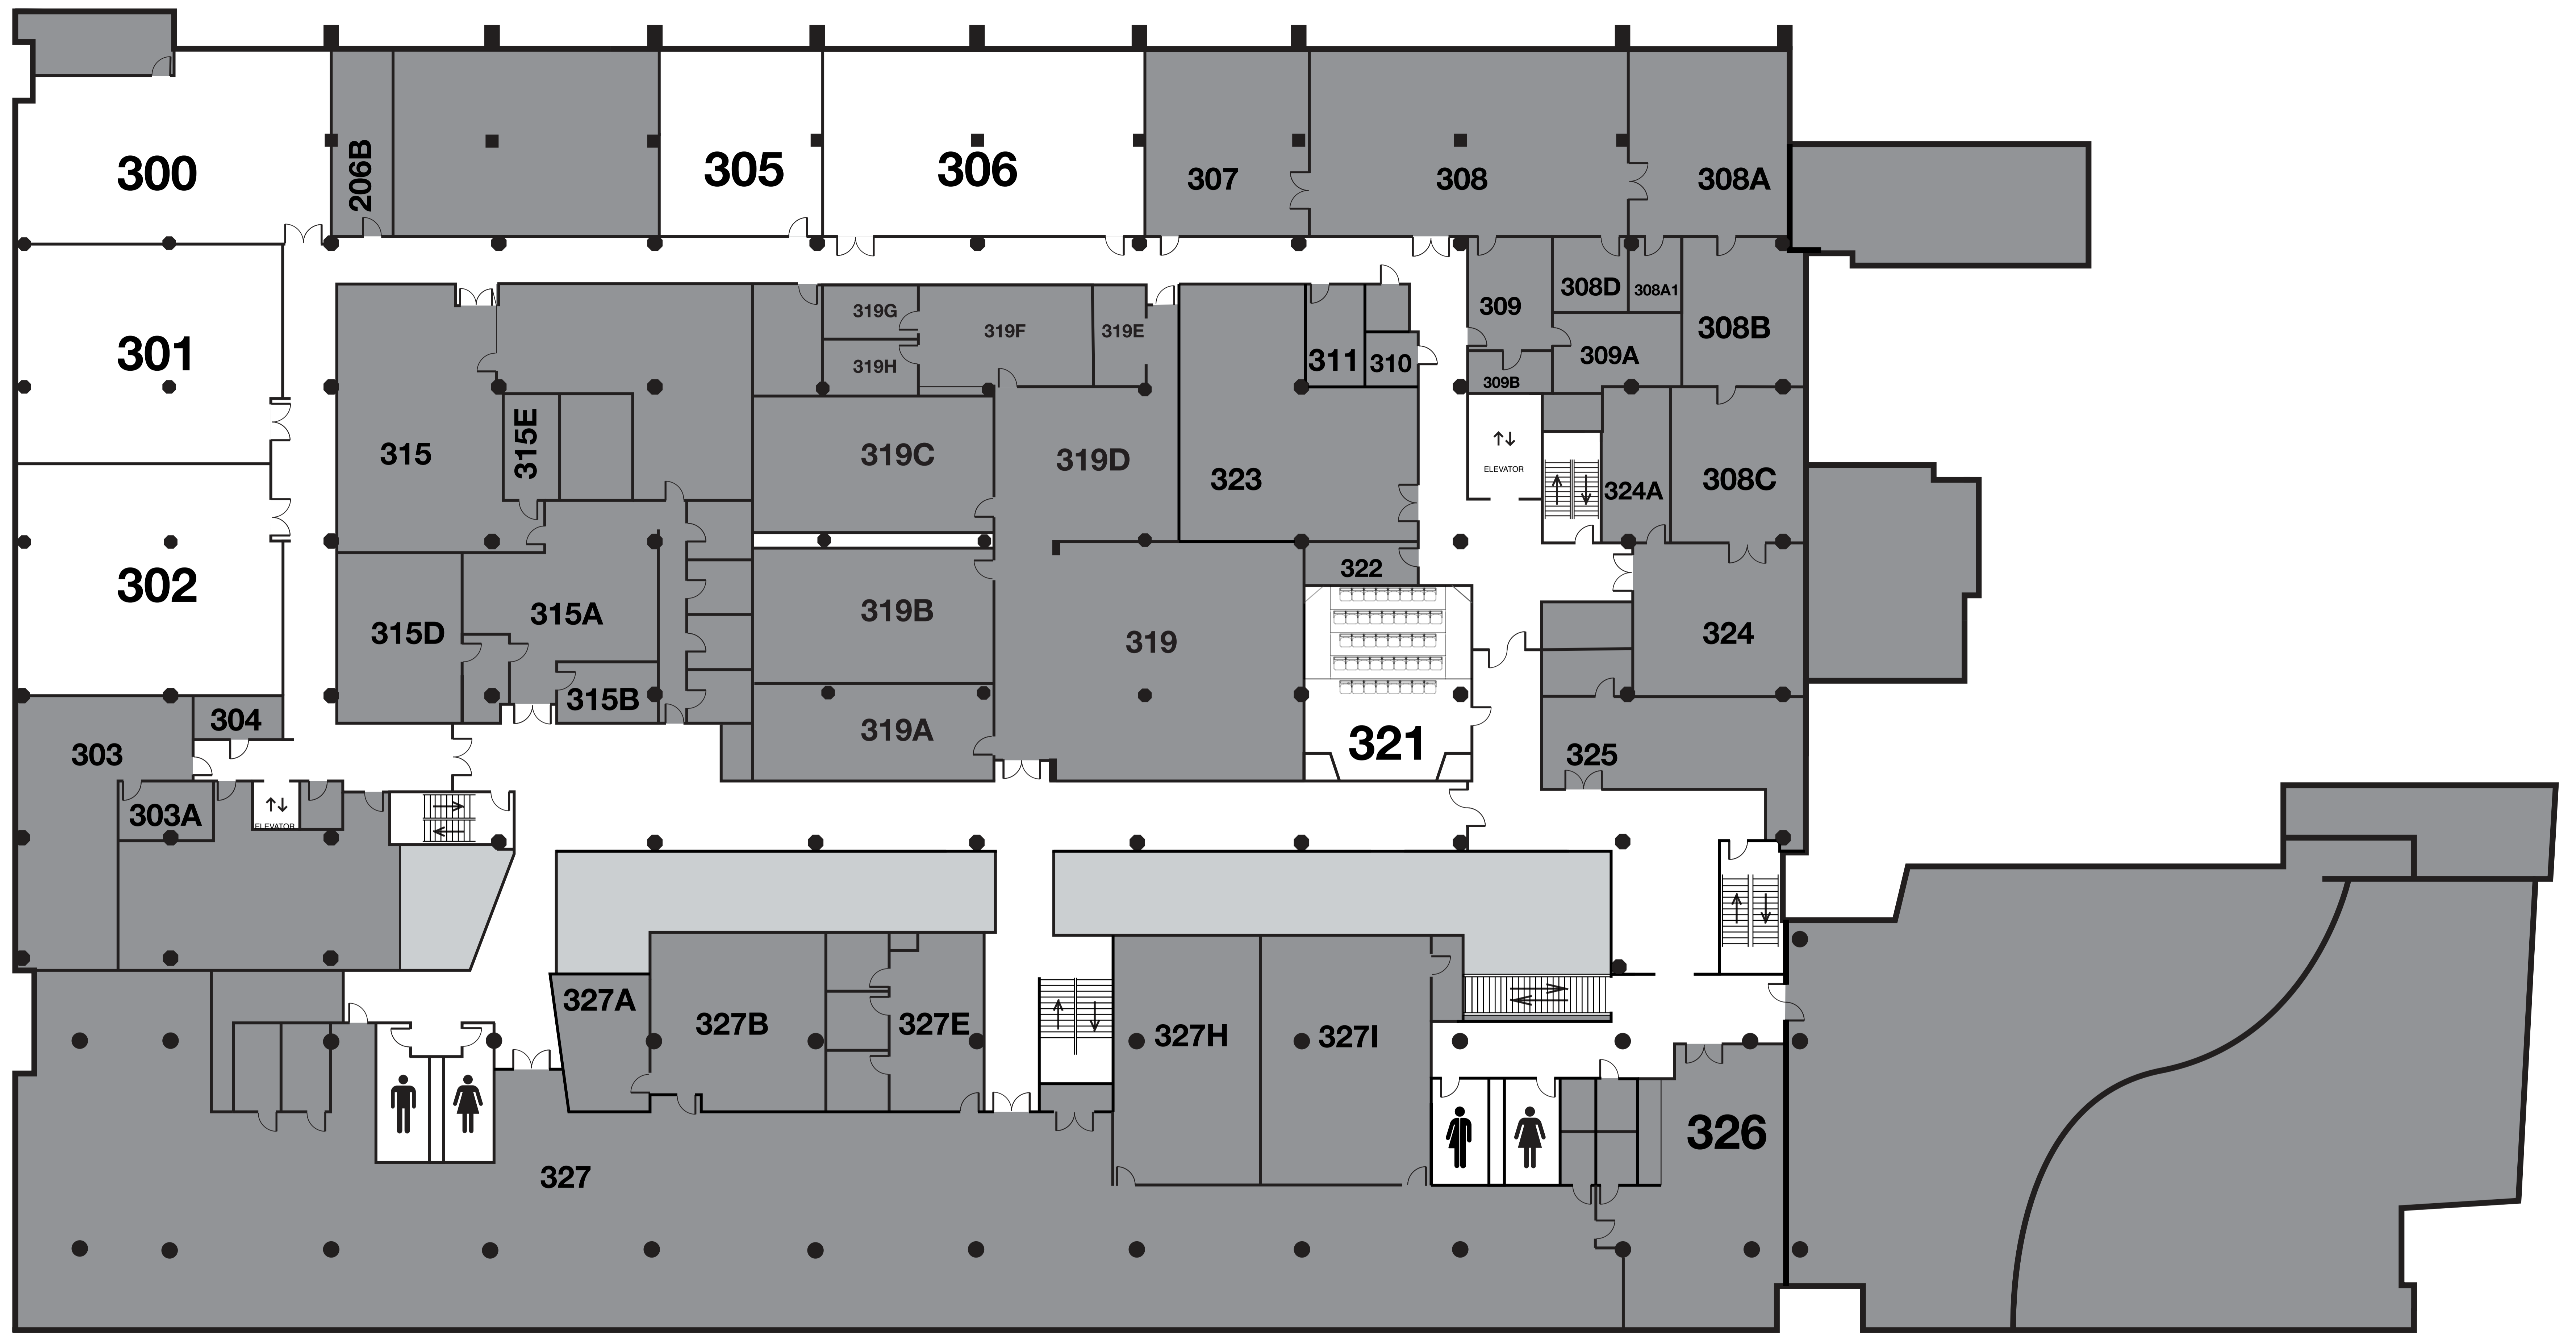 300
206B
305
306
307
308
308A
301
315
315E
319G
319H
319F
319E
319C
319D
323
311
310
309
309A
309B
308D
308A1
308B
↑↓
ELEVATOR
324A
308C
302
315D
315A
315B
319B
319A
319
322
321
324
325
303
304
303A
↑↓
ELEVATOR
327A
327B
327E
327H
327I
326
327